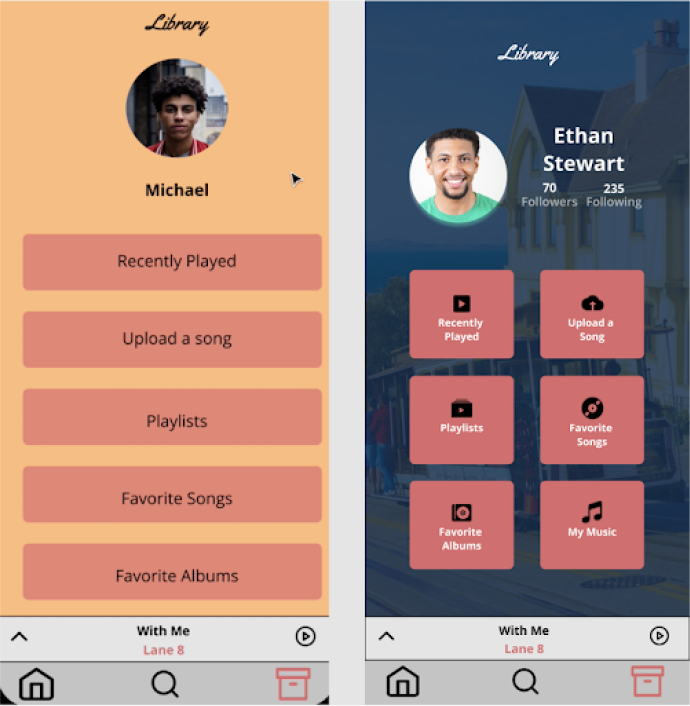 Library
Michael
Recently Played
Upload a song
Playlists
Favorite Songs
Favorite Albums
With Me
Lane 8
Library
Ethan
Stewart
70 235
Followers Following
Recently
Played
Upload a
Song
Playlists
Favorite
Songs
Favorite
Albums
My Music
With Me
Lane 8